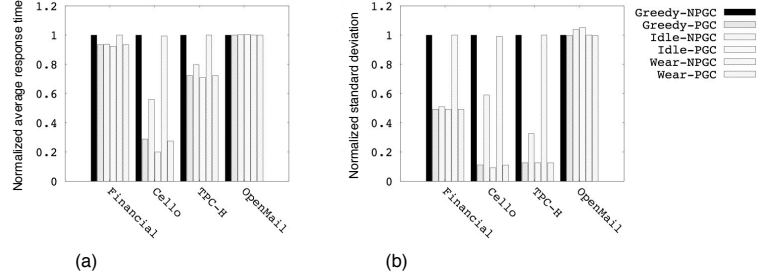 Normalized average response time
1.2
1
0.8
0.6
0.4
0.2
0
Financial
Cello
TPC-H
OpenMail
(a)
Normalized standard deviation
1.2
1
0.8
0.6
0.4
0.2
0
Financial
Cello
TPC-H
OpenMail
(b)
Greedy-NPGC
Greedy-PGC
Idle-NPGC
Idle-PGC
Wear-NPGC
Wear-PGC